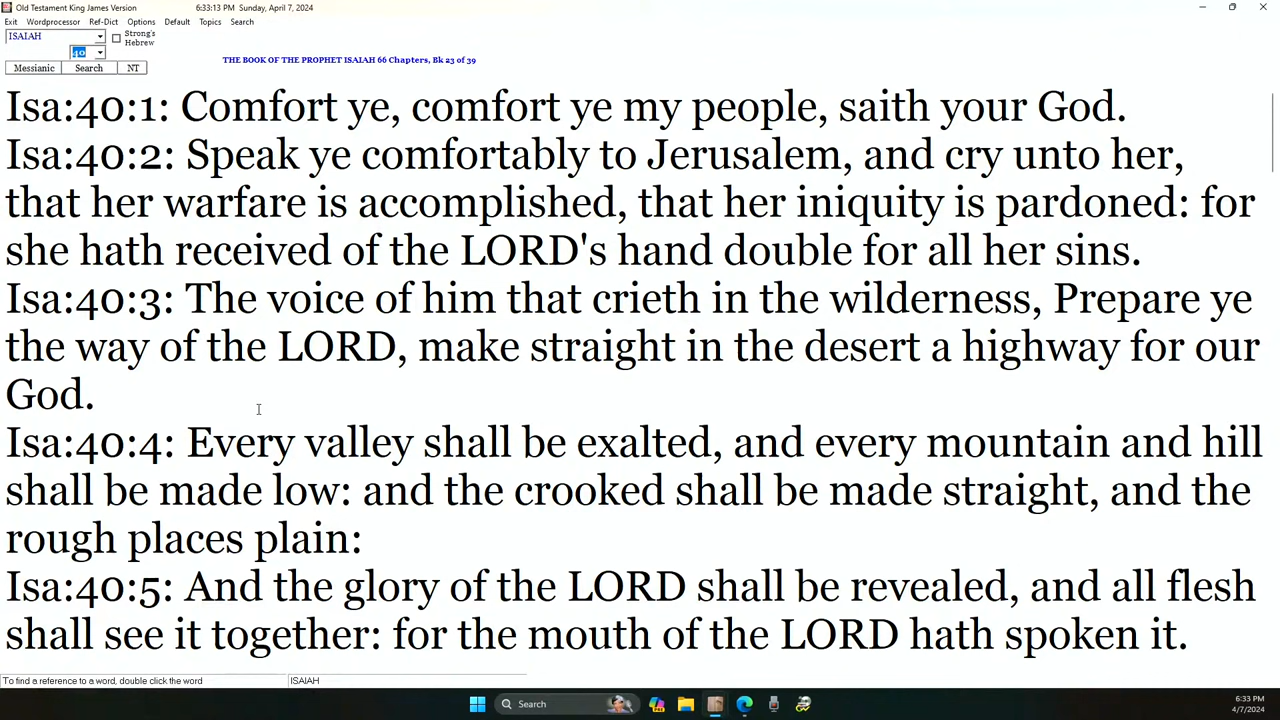 Old Testament King James Version 6:33:13 PM Sunday, April 7, 2024
Exit Wordprocessor Ref-Dict Options Default Topics Search
ISAIAH
Strong's
Hebrew
40
THE BOOK OF THE PROPHET ISAIAH 66 Chapters, Bk 23 of 39
Messianic Search NT
Isa:40:1: Comfort ye, comfort ye my people, saith your God.
Isa:40:2: Speak ye comfortably to Jerusalem, and cry unto her,
that her warfare is accomplished, that her iniquity is pardoned: for
she hath received of the LORD's hand double for all her sins.
Isa:40:3: The voice of him that crieth in the wilderness, Prepare ye
the way of the LORD, make straight in the desert a highway for our
God.
Isa:40:4: Every valley shall be exalted, and every mountain and hill
shall be made low: and the crooked shall be made straight, and the
rough places plain:
Isa:40:5: And the glory of the LORD shall be revealed, and all flesh
shall see it together: for the mouth of the LORD hath spoken it.
To find a reference to a word, double click the word ISAIAH
Search
6:33 PM
4/7/2024